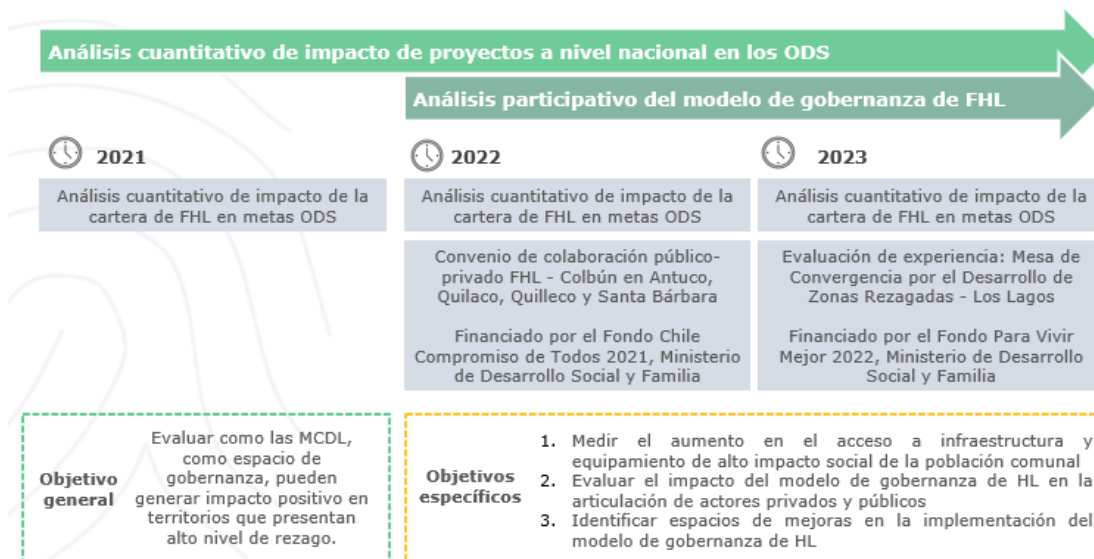 Análisis cuantitativo de impacto de proyectos a nivel nacional en los ODS
Análisis participativo del modelo de gobernanza de FHL
2021
Análisis cuantitativo de impacto de la
cartera de FHL en metas ODS
2022
Análisis cuantitativo de impacto de la
cartera de FHL en metas ODS
Convenio de colaboración público-
privado FHL - Colbún en Antuco,
Quilaco, Quilleco y Santa Bárbara
Financiado por el Fondo Chile
Compromiso de Todos 2021, Ministerio
de Desarrollo Social y Familia
2023
Análisis cuantitativo de impacto de la
cartera de FHL en metas ODS
Evaluación de experiencia: Mesa de
Convergencia por el Desarrollo de
Zonas Rezagadas - Los Lagos
Financiado por el Fondo Para Vivir
Mejor 2022, Ministerio de Desarrollo
Social y Familia
Objetivo
general
Evaluar como las MCDL,
como espacio de
gobernanza, pueden
generar impacto positivo en
territorios que presentan
alto nivel de rezago.
Objetivos
específicos
1. Medir el aumento en el acceso a infraestructura y
equipamiento de alto impacto social de la población comunal
2. Evaluar el impacto del modelo de gobernanza de HL en la
articulación de actores privados y públicos
3. Identificar espacios de mejoras en la implementación del
modelo de gobernanza de HL